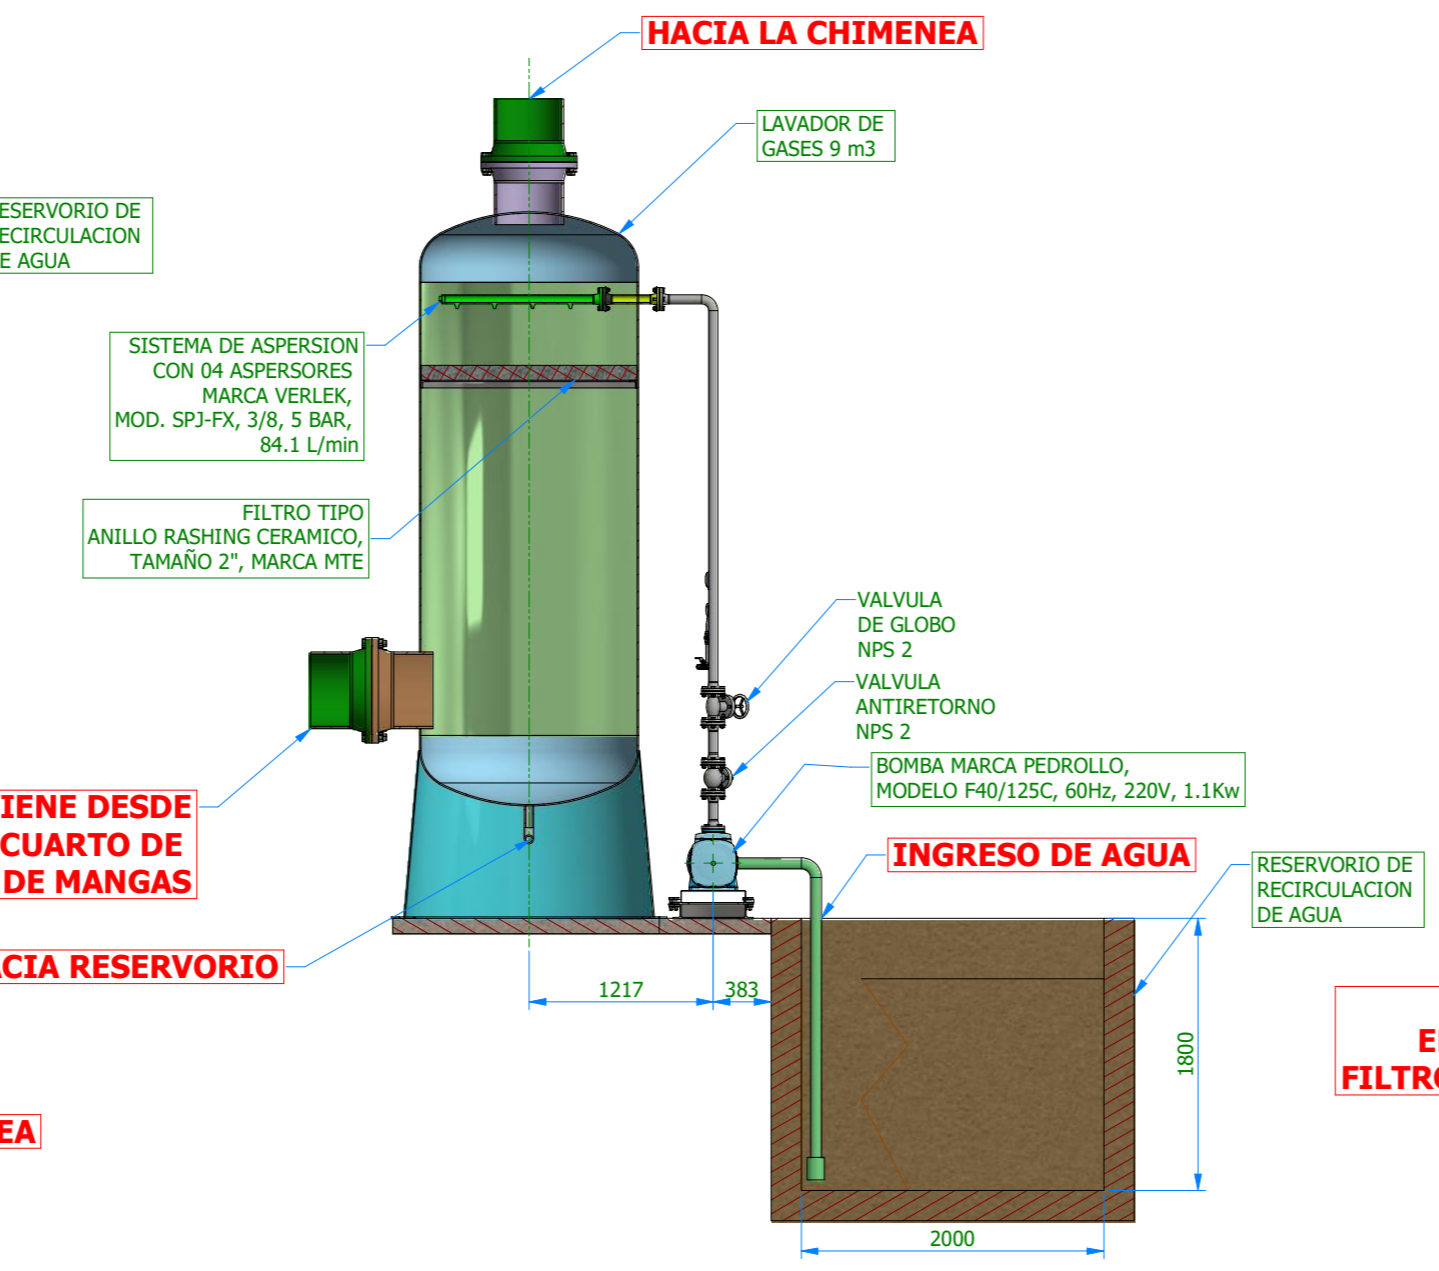 HACIA LA CHIMENEA
LAVADOR DE
GASES 9 m3
ESERVORIO DE
ECIRCULACION
E AGUA
SISTEMA DE ASPERSION
CON 04 ASPERSORES
MARCA VERLEK,
MOD. SPJ-FX, 3/8, 5 BAR,
84.1 L/min
FILTRO TIPO
ANILLO RASHING CERAMICO,
TAMAÑO 2", MARCA MTE
VALVULA
DE GLOBO
NPS 2
VALVULA
ANTIRETORNO
NPS 2
BOMBA MARCA PEDROLLO,
MODELO F40/125C, 60Hz, 220V, 1.1Kw
IENE DESDE
CUARTO DE
DE MANGAS
INGRESO DE AGUA
RESERVORIO DE
RECIRCULACION
DE AGUA
ACIA RESERVORIO
1217
383
1800
2000
E
FILTRO
EA